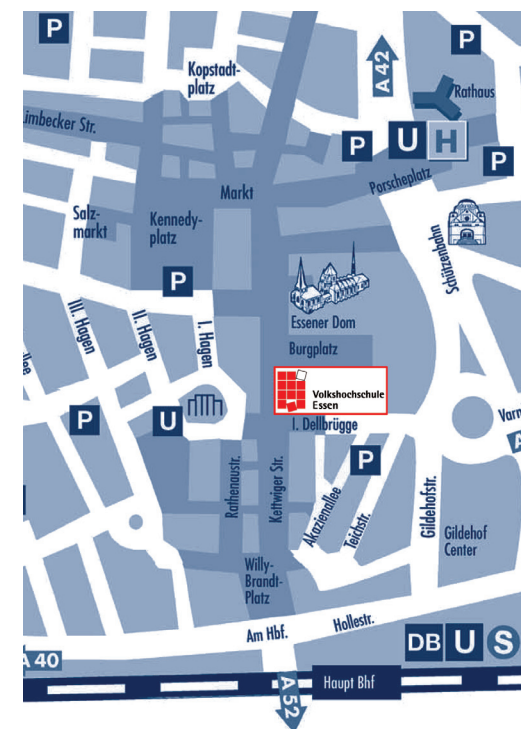 P
Kopstadt-
platz
A 42
P
Rathaus
Limbecker Str.
P
U
H
P
Porscheplatz
Markt
Salz-
markt
Kennedy-
platz
Schützenbahn
P
Essener Dom
III. Hagen
II. Hagen
I. Hagen
Burgplatz
Volkshochschule
Essen
P
U
I. Dellbrügge
Rathenaustr.
Kettwiger Str.
P
Akazienallee
Teichstr.
Gildehofstr.
Gildehof
Center
Willy-
Brandt-
Platz
Am Hbf.
Hollestr.
DB
U
S
A 40
Haupt Bhf
A 52